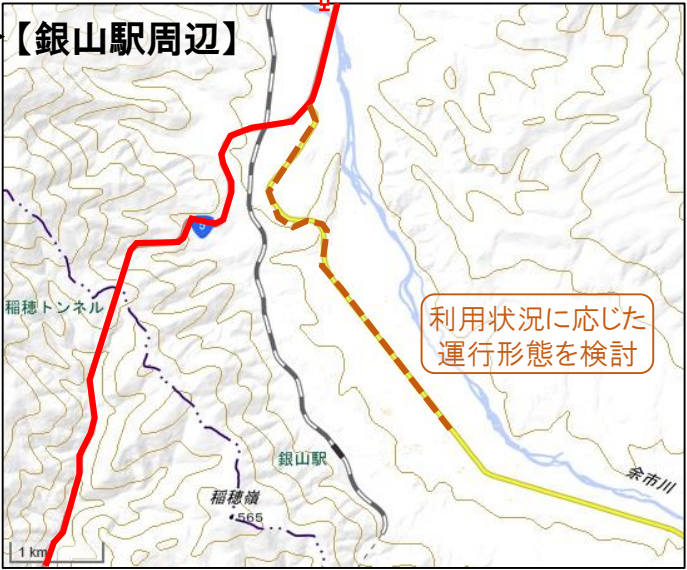 【銀山駅周辺】
5
稲穂トンネル
利用状況に応じた
運行形態を検討
銀山駅
稲穂嶺
565
余市川
1 km